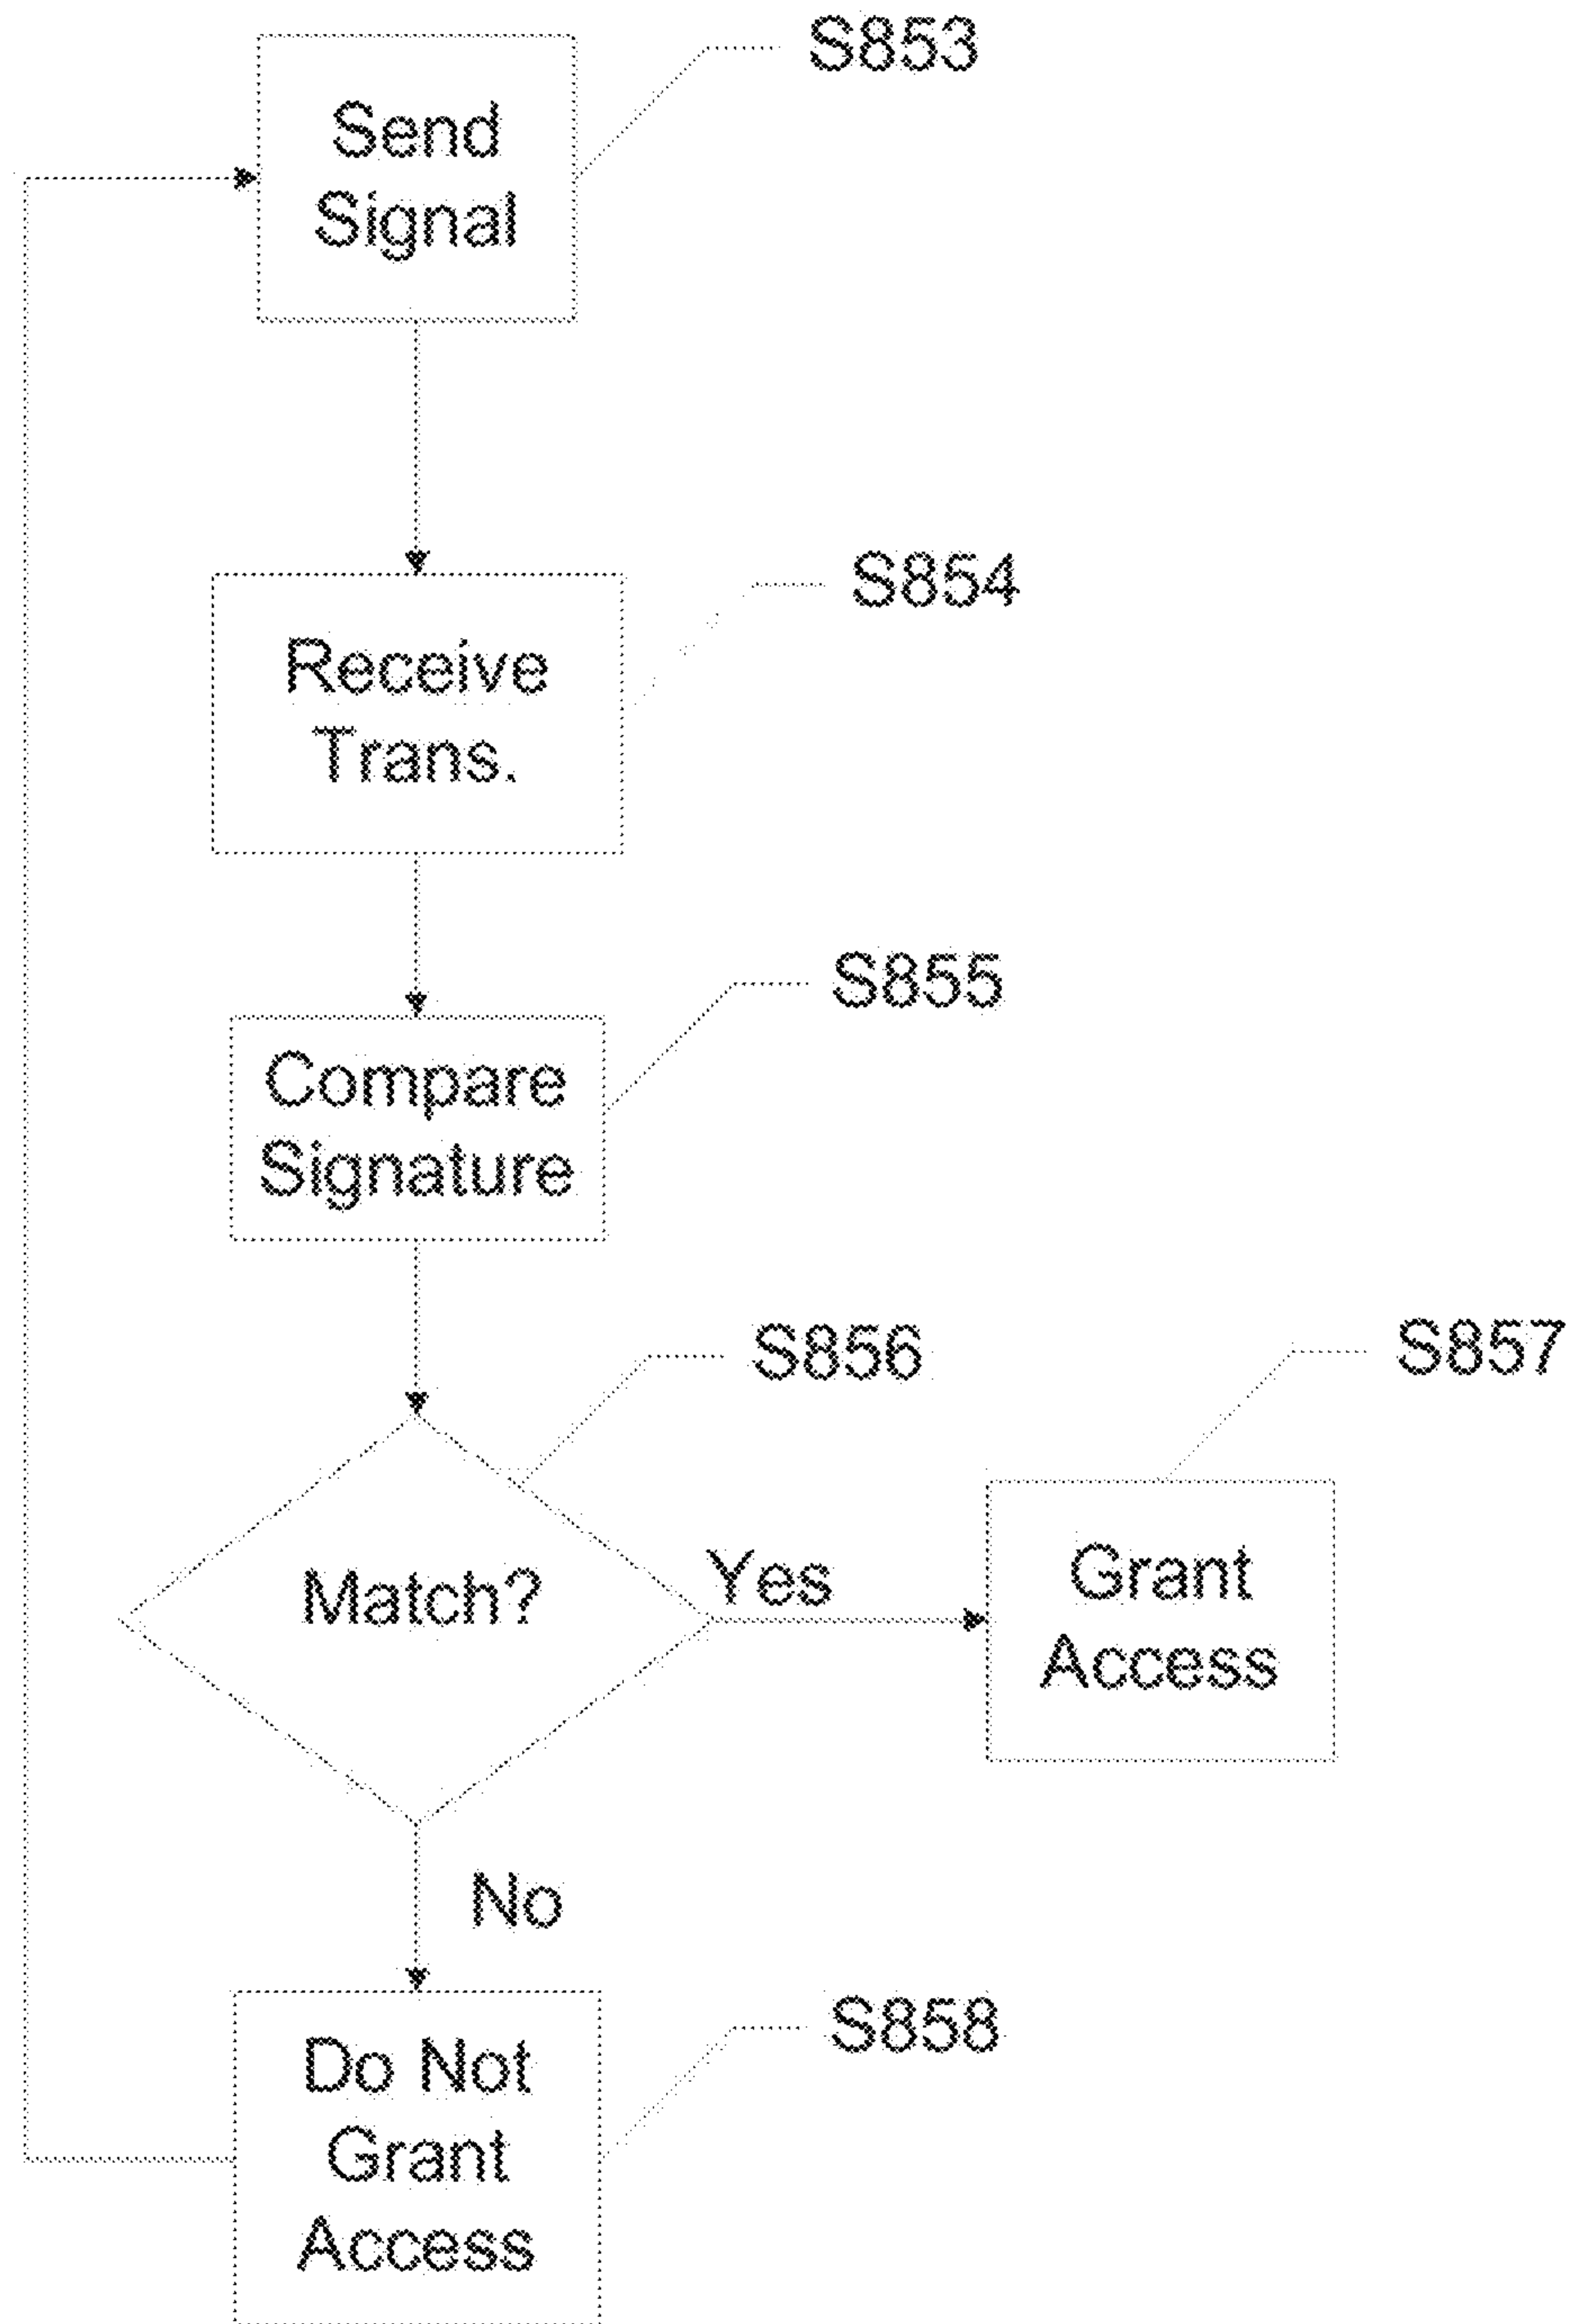 S853
Send
Signal
S854
Receive
Trans.
S855
Compare
Signature
S856
S857
Match?
Yes
Grant
Access
No
S858
Do Not
Grant
Access